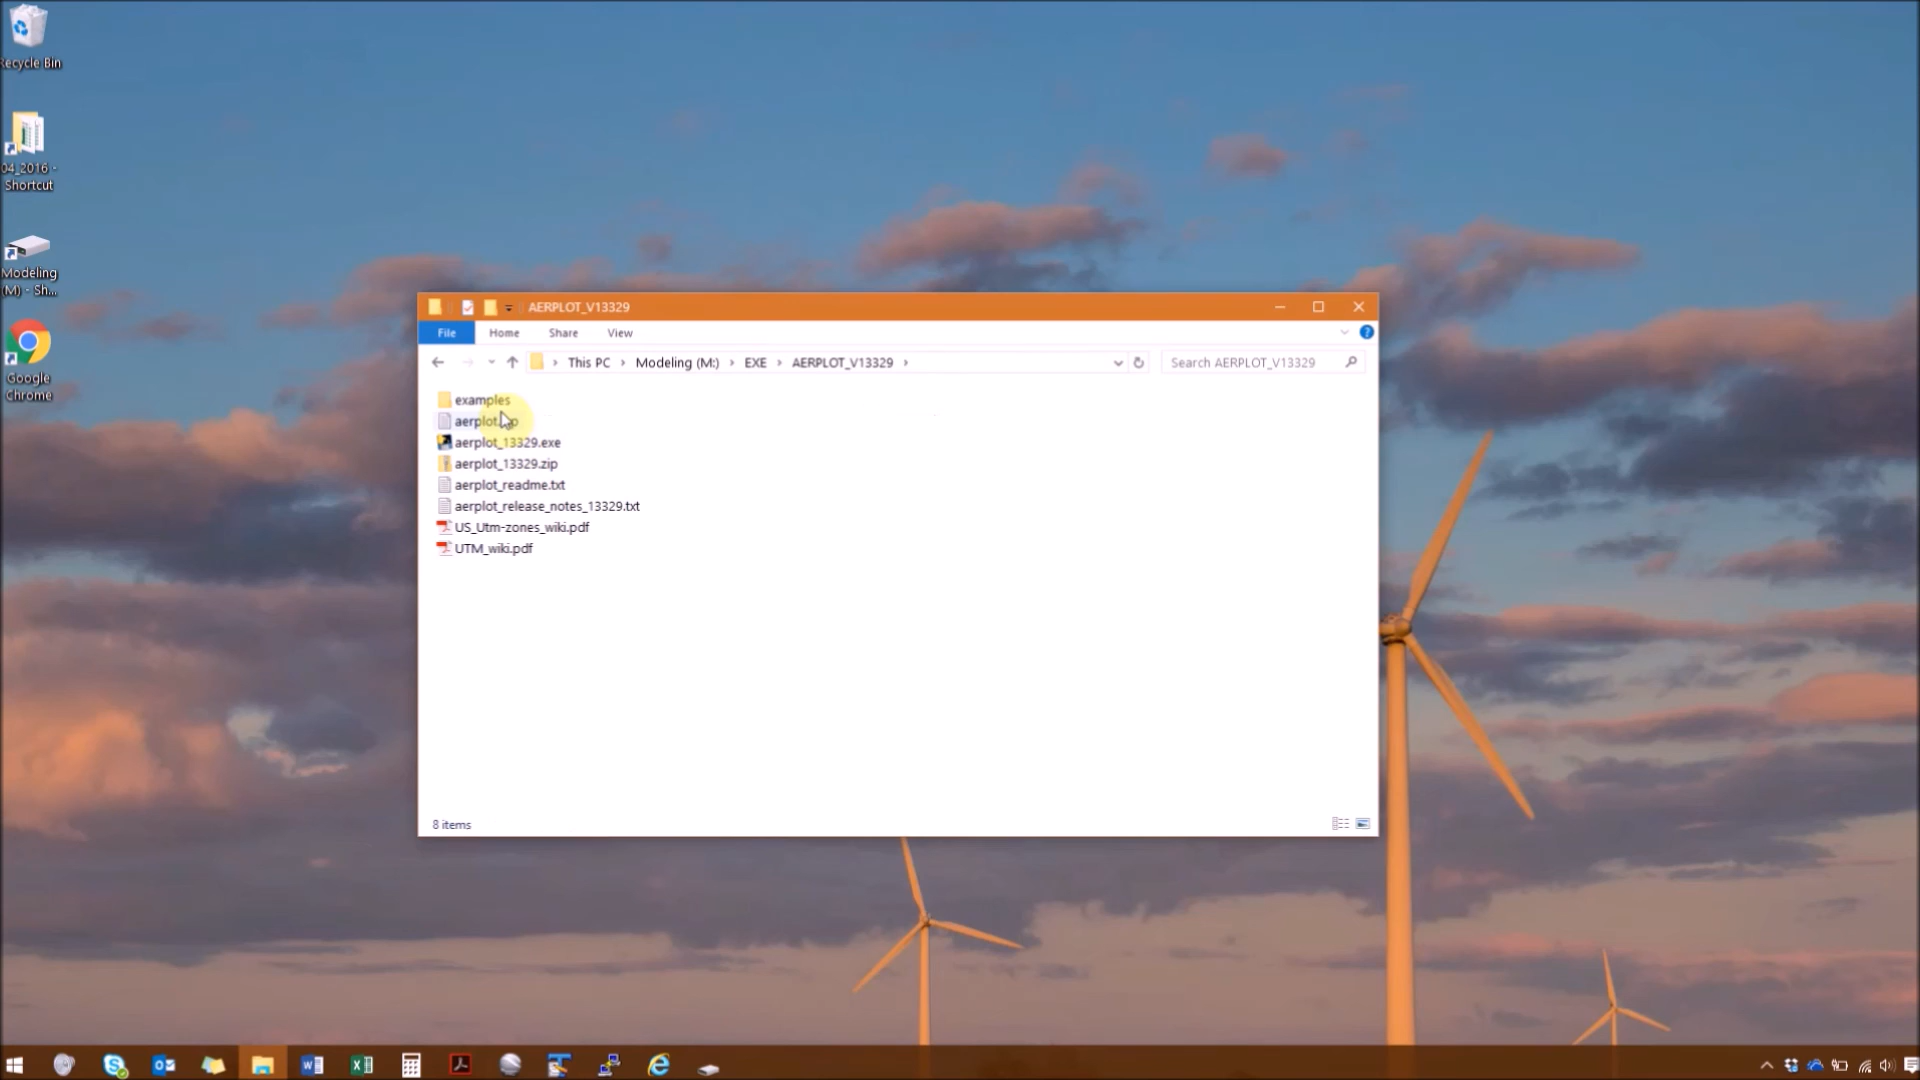 Recycle Bin
04_2016 -
Shortcut
Modeling
(M) - Sh...
Google
Chrome
AERPLOT_V13329
File Home Share View
This PC Modeling (M:) EXE AERPLOT_V13329
Search AERPLOT_V13329
examples
aerplot_13329.exe
aerplot_13329.zip
aerplot_readme.txt
aerplot_release_notes_13329.txt
US_Utm-zones_wiki.pdf
UTM_wiki.pdf
8 items